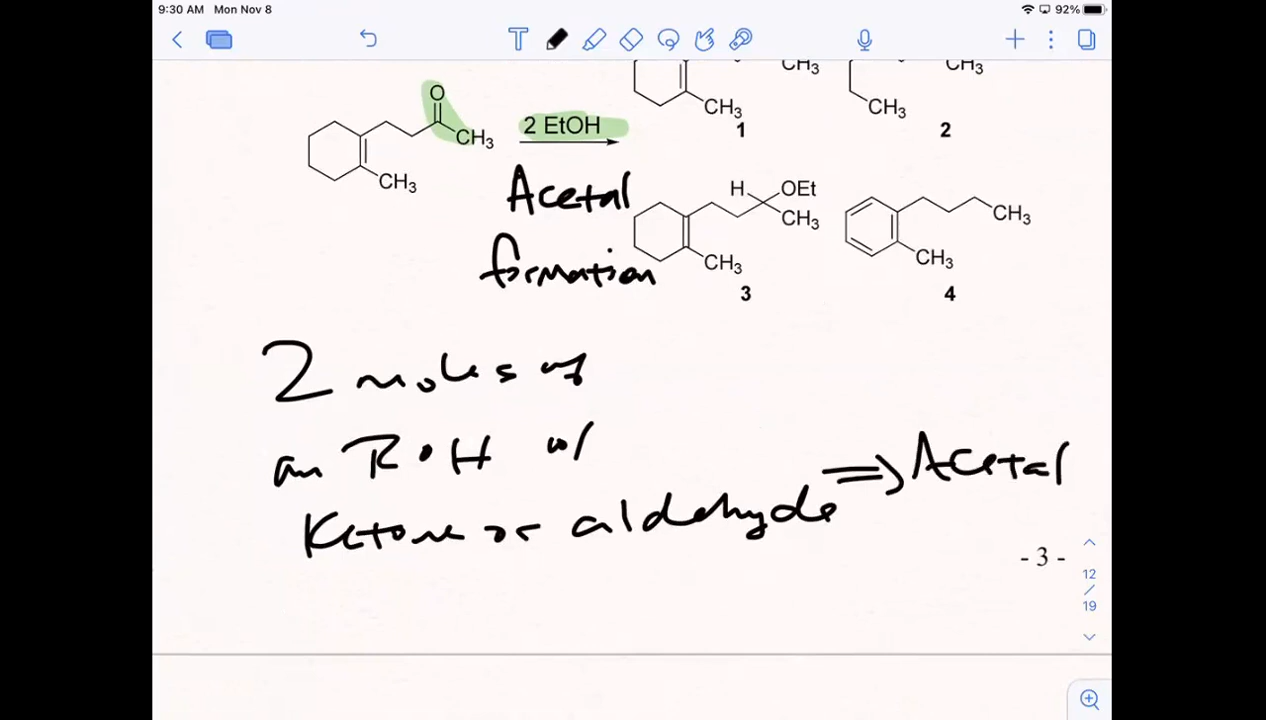 9:30 AM Mon Nov 8
92%
T
CH3
CH3
O
CH3
CH3
2 EtOH
Acetal
formation
CH3
1
CH3
2
H OEt
CH3
CH3
3
CH3
CH3
4
2 moles of
an R-OH w/
Ketone or aldehyde => Acetal
- 3 -
12
/
19